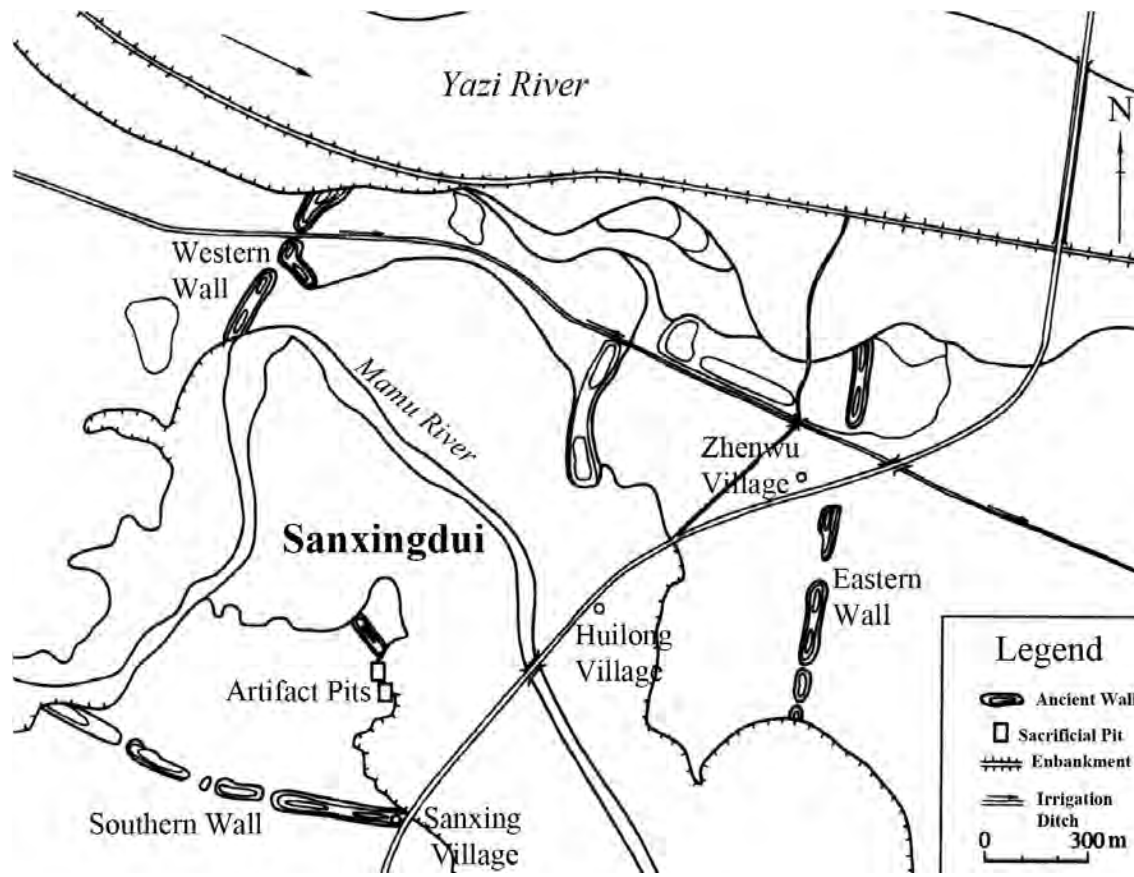 Yazi River
N
Western
Wall
Mamu River
Zhenwu
Village
Sanxingdui
Eastern
Wall
Huilong
Village
Artifact Pits
Southern Wall
Sanxing
Village
Legend
Ancient Wall
Sacrificial Pit
Enbankment
Irrigation
Ditch
0 300 m